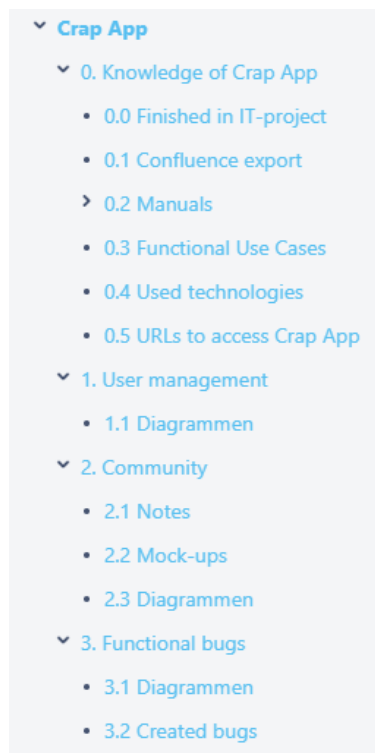 Crap App
0. Knowledge of Crap App
0.0 Finished in IT-project
0.1 Confluence export
0.2 Manuals
0.3 Functional Use Cases
0.4 Used technologies
0.5 URLs to access Crap App
1. User management
1.1 Diagrammen
2. Community
2.1 Notes
2.2 Mock-ups
2.3 Diagrammen
3. Functional bugs
3.1 Diagrammen
3.2 Created bugs